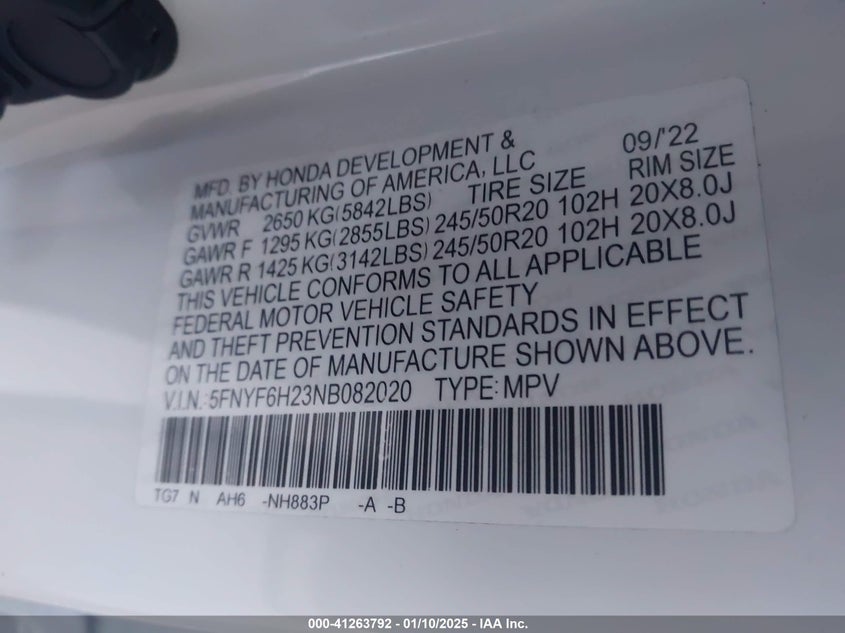 MFD. BY HONDA DEVELOPMENT & 09/'22
MANUFACTURING OF AMERICA, LLC
GVWR 2650 KG(5842LBS) TIRE SIZE RIM SIZE
GAWR F 1295 KG(2855LBS) 245/50R20 102H 20X8.0J
GAWR R 1425 KG(3142LBS) 245/50R20 102H 20X8.0J
THIS VEHICLE CONFORMS TO ALL APPLICABLE
FEDERAL MOTOR VEHICLE SAFETY
AND THEFT PREVENTION STANDARDS IN EFFECT
ON THE DATE OF MANUFACTURE SHOWN ABOVE.
V.I.N.:5FNYF6H23NB082020 TYPE:MPV
TG7 N AH6 -NH883P -A -B
HONDA
HONDA
000-41263792 - 01/10/2025 - IAA Inc.